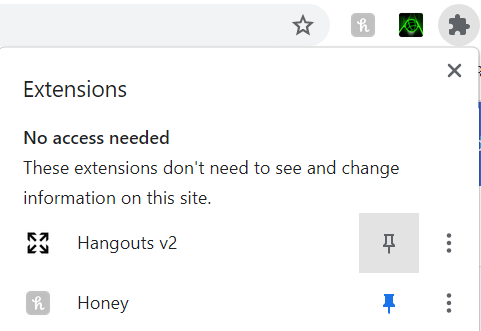 Extensions
No access needed
These extensions don't need to see and change
information on this site.
Hangouts v2
Honey